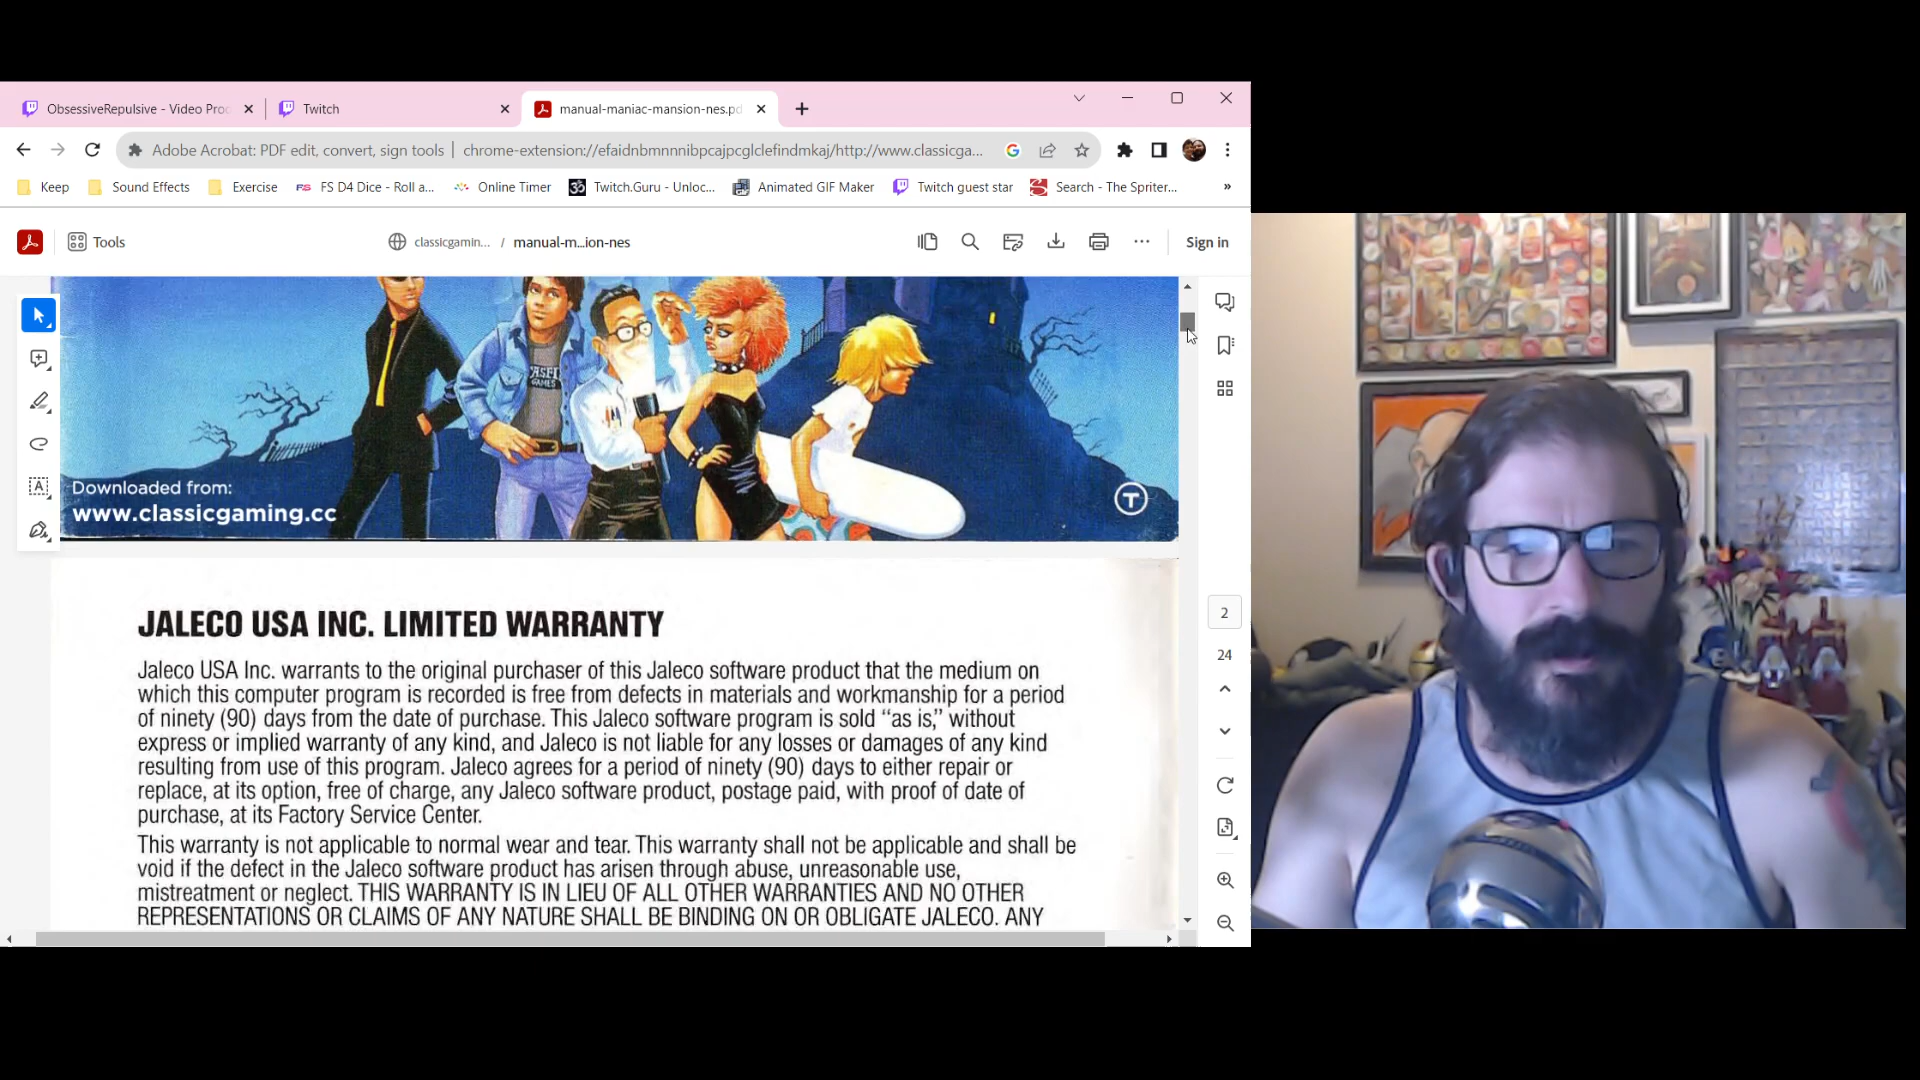 ObsessiveRepulsive - Video Proc
Twitch
manual-maniac-mansion-nes.pd
Adobe Acrobat: PDF edit, convert, sign tools | chrome-extension://efaidnbmnnnibpcajpcglclefindmkaj/http://www.classicga...
Keep
Sound Effects
Exercise
FS D4 Dice - Roll a...
Online Timer
Twitch.Guru - Unloc...
Animated GIF Maker
Twitch guest star
Search - The Spriter...
»
Tools
classicgamin... / manual-m...ion-nes
Sign in
GAMES
Downloaded from:
www.classicgaming.cc
T
JALECO USA INC. LIMITED WARRANTY
Jaleco USA Inc. warrants to the original purchaser of this Jaleco software product that the medium on
which this computer program is recorded is free from defects in materials and workmanship for a period
of ninety (90) days from the date of purchase. This Jaleco software program is sold “as is,” without
express or implied warranty of any kind, and Jaleco is not liable for any losses or damages of any kind
resulting from use of this program. Jaleco agrees for a period of ninety (90) days to either repair or
replace, at its option, free of charge, any Jaleco software product, postage paid, with proof of date of
purchase, at its Factory Service Center.
This warranty is not applicable to normal wear and tear. This warranty shall not be applicable and shall be
void if the defect in the Jaleco software product has arisen through abuse, unreasonable use,
mistreatment or neglect. THIS WARRANTY IS IN LIEU OF ALL OTHER WARRANTIES AND NO OTHER
REPRESENTATIONS OR CLAIMS OF ANY NATURE SHALL BE BINDING ON OR OBLIGATE JALECO. ANY
2
24